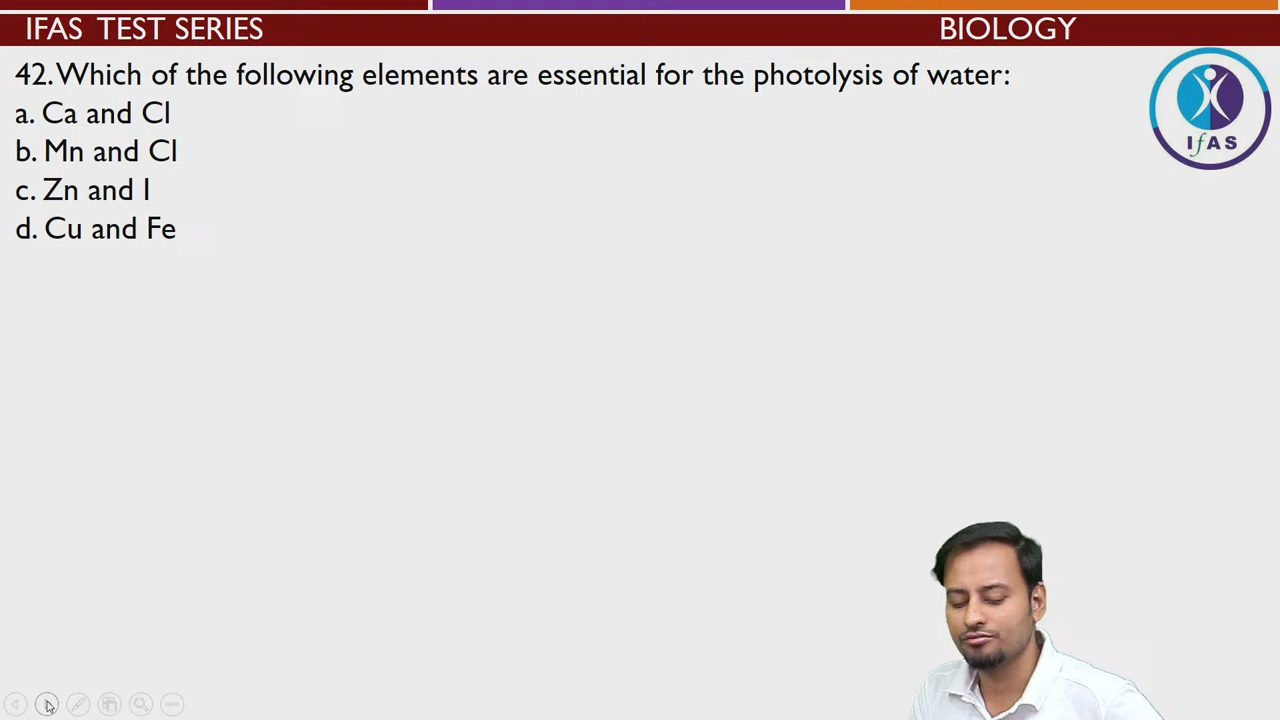 IFAS TEST SERIES
BIOLOGY
42. Which of the following elements are essential for the photolysis of water:
a. Ca and Cl
b. Mn and Cl
c. Zn and I
d. Cu and Fe
IfAS